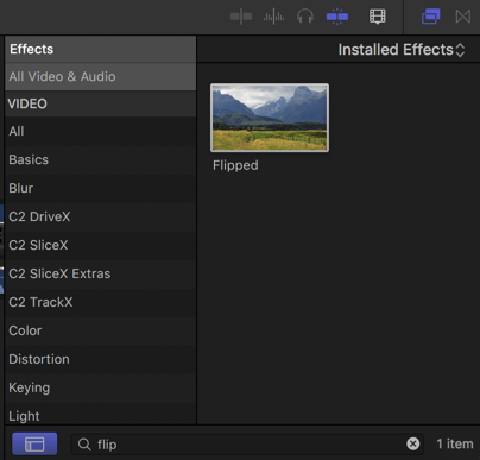 Effects
Installed Effects
All Video & Audio
VIDEO
All
Basics
Blur
C2 DriveX
C2 SliceX
C2 SliceX Extras
C2 TrackX
Color
Distortion
Keying
Light
Flipped
flip
1 item